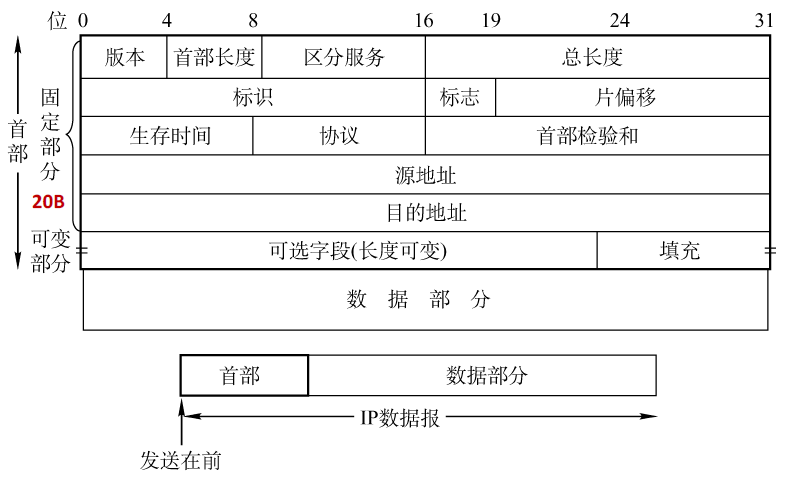 位 0 4 8 16 19 24 31
版本 首部长度 区分服务 总长度
标识 标志 片偏移
生存时间 协议 首部检验和
源地址
目的地址
可选字段(长度可变) 填充
数据部分
首部
固定部分
20B
可变
部分
首部 数据部分
IP数据报
发送在前